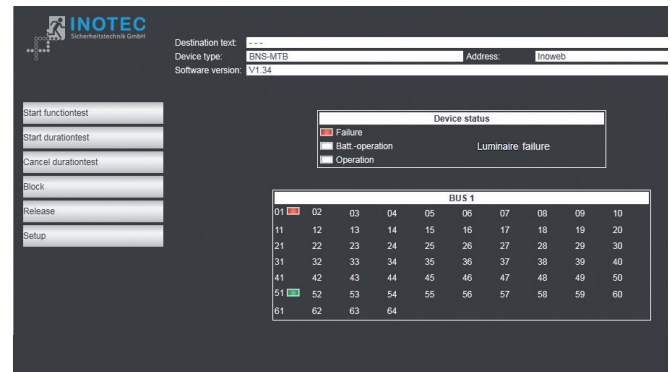 INOTEC
Sicherheitstechnik GmbH
Destination text: - - -
Device type: BNS-MTB Address: Inoweb
Software version: V1.34
Start functiontest
Start durationtest
Cancel durationtest
Block
Release
Setup
Device status
Failure
Batt.-operation Luminaire failure
Operation
BUS 1
01 02 03 04 05 06 07 08 09 10
11 12 13 14 15 16 17 18 19 20
21 22 23 24 25 26 27 28 29 30
31 32 33 34 35 36 37 38 39 40
41 42 43 44 45 46 47 48 49 50
51 52 53 54 55 56 57 58 59 60
61 62 63 64